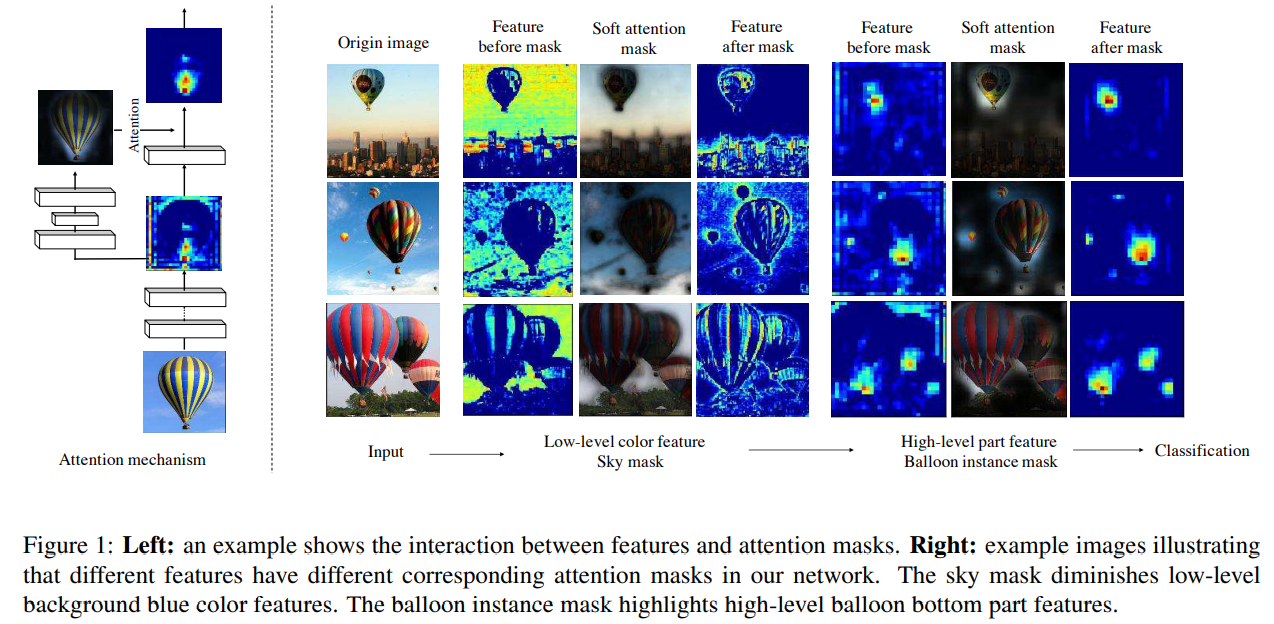 Attention
Attention mechanism
Origin image
Feature
before mask
Soft attention
mask
Feature
after mask
Feature
before mask
Soft attention
mask
Feature
after mask
Input
Low-level color feature
Sky mask
High-level part feature
Balloon instance mask
Classification
Figure 1: Left: an example shows the interaction between features and attention masks. Right: example images illustrating
that different features have different corresponding attention masks in our network. The sky mask diminishes low-level
background blue color features. The balloon instance mask highlights high-level balloon bottom part features.